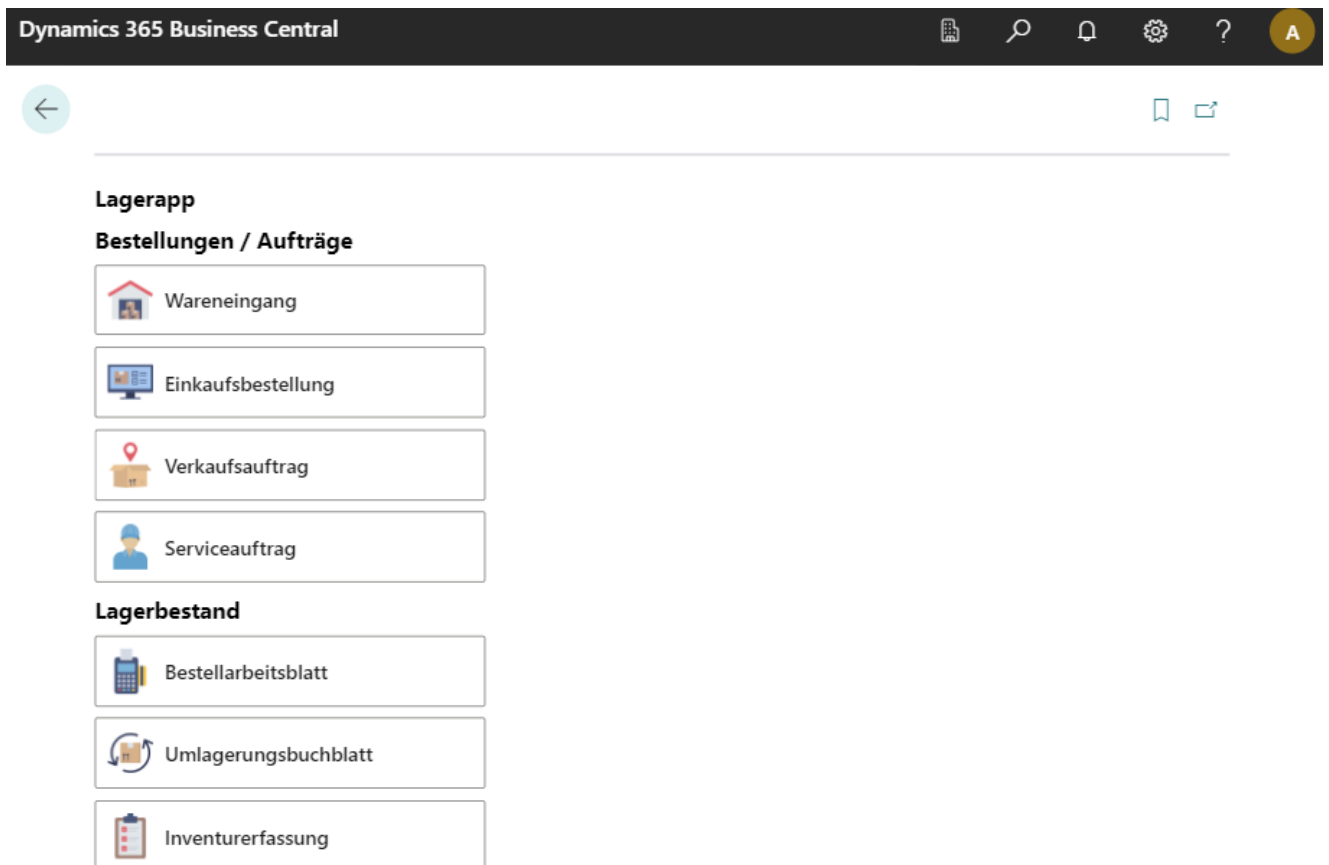 Dynamics 365 Business Central
A
Lagerapp
Bestellungen / Aufträge
Wareneingang
Einkaufsbestellung
Verkaufsauftrag
Serviceauftrag
Lagerbestand
Bestellarbeitsblatt
Umlagerungsbuchblatt
Inventurerfassung